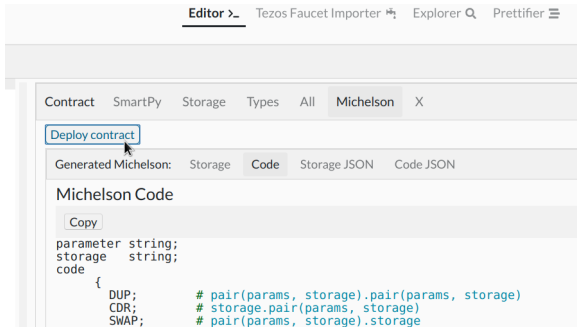 Editor >_ Tezos Faucet Importer Explorer Prettifier
Contract SmartPy Storage Types All Michelson X
Deploy contract
Generated Michelson: Storage Code Storage JSON Code JSON
Michelson Code
Copy
parameter string;
storage   string;
code
      {
        DUP;         # pair(params, storage).pair(params, storage)
        CDR;         # storage.pair(params, storage)
        SWAP;        # pair(params, storage).storage